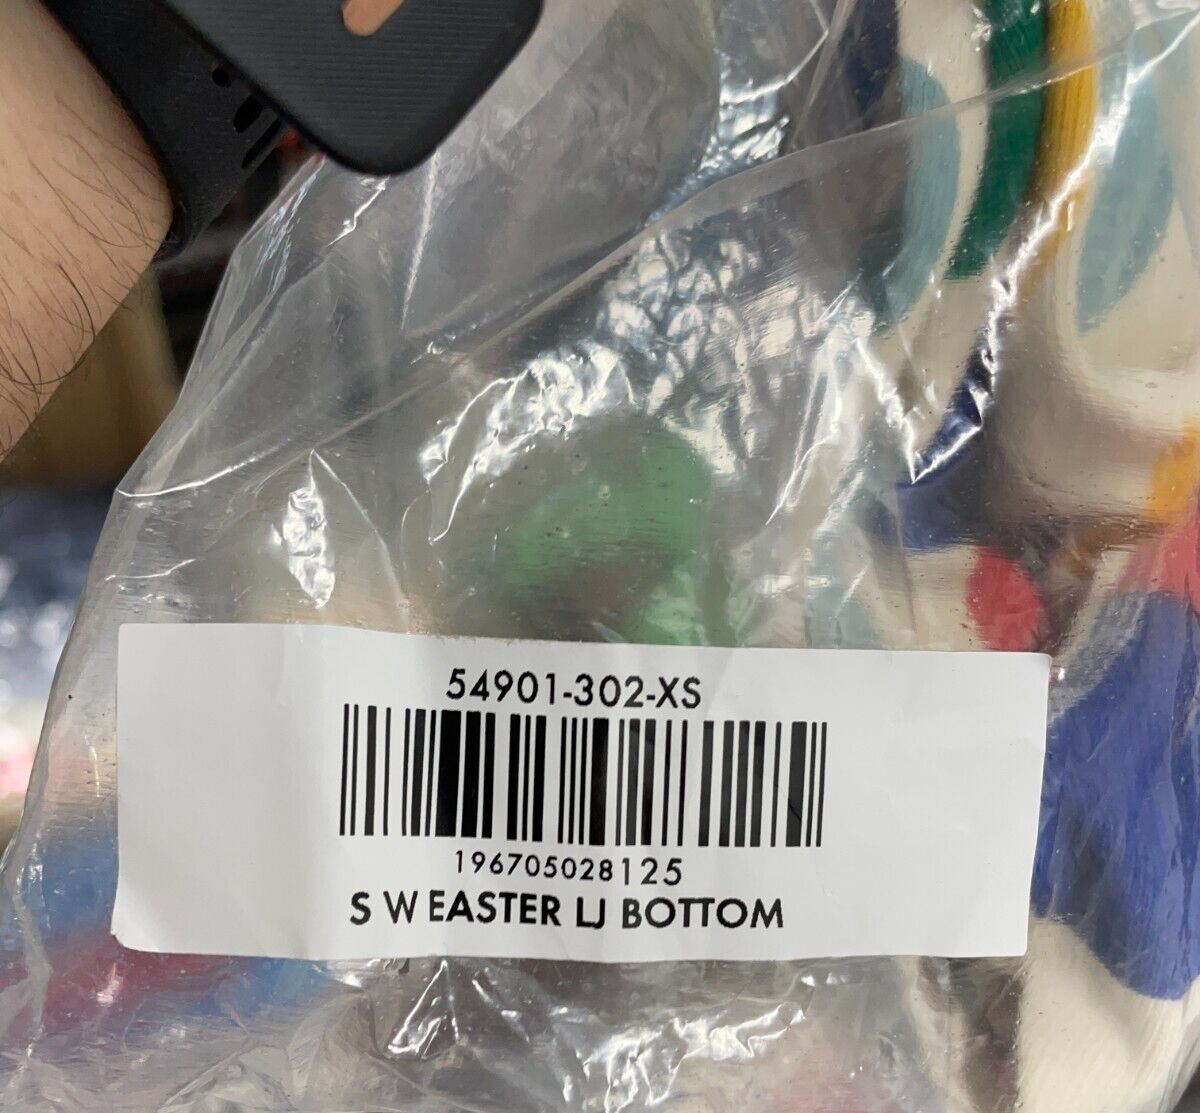 54901-302-XS
196705028125
S W EASTER LJ BOTTOM